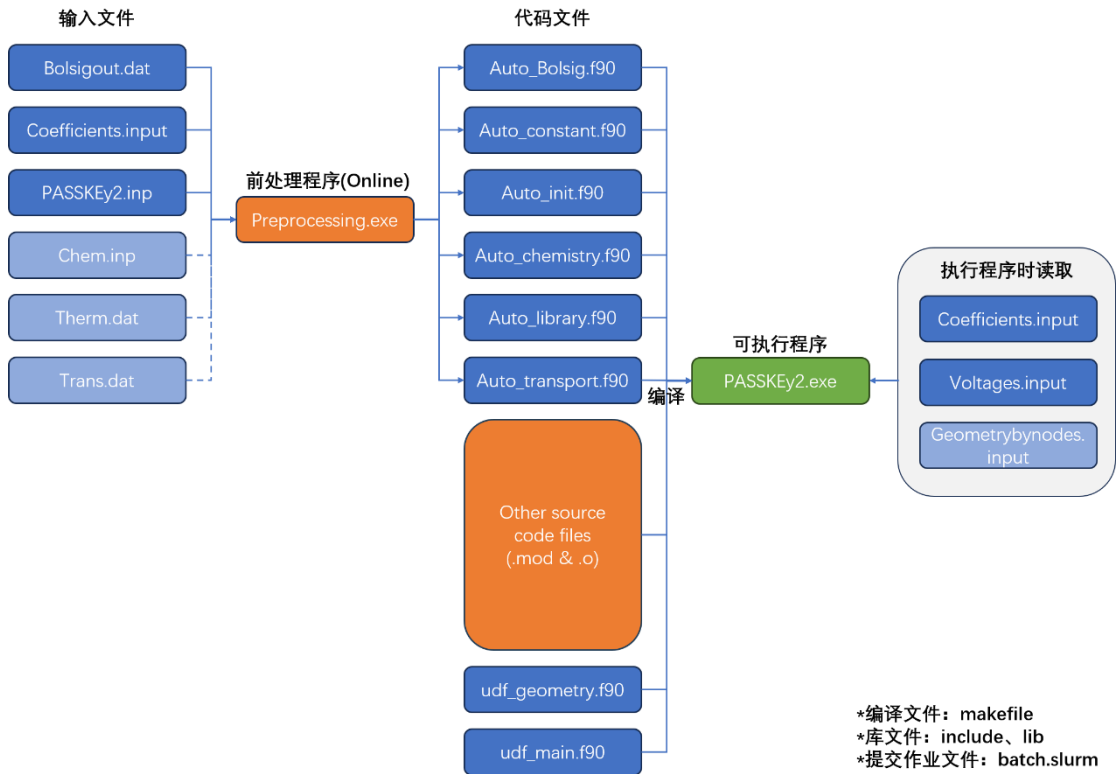 输入文件
Bolsigout.dat
Coefficients.input
PASSKEy2.inp
Chem.inp
Therm.dat
Trans.dat
前处理程序(Online)
Preprocessing.exe
代码文件
Auto_Bolsig.f90
Auto_constant.f90
Auto_init.f90
Auto_chemistry.f90
Auto_library.f90
Auto_transport.f90
Other source
code files
(.mod & .o)
udf_geometry.f90
udf_main.f90
编译
可执行程序
PASSKEy2.exe
执行程序时读取
Coefficients.input
Voltages.input
Geometrybynodes.
input
*编译文件：makefile
*库文件：include、lib
*提交作业文件：batch.slurm